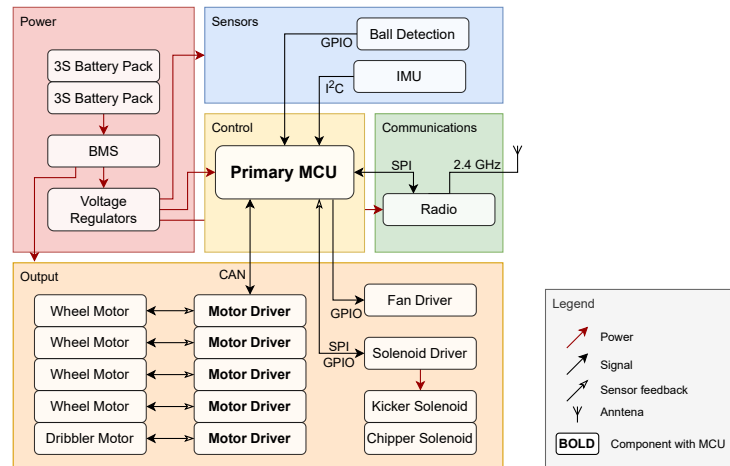 Power
3S Battery Pack
3S Battery Pack
BMS
Voltage
Regulators
Sensors
Ball Detection
GPIO
IMU
I²C
Control
Primary MCU
Communications
SPI
2.4 GHz
Radio
Output
CAN
Wheel Motor
Motor Driver
Wheel Motor
Motor Driver
Wheel Motor
Motor Driver
Wheel Motor
Motor Driver
Dribbler Motor
Motor Driver
Fan Driver
GPIO
SPI
GPIO
Solenoid Driver
Kicker Solenoid
Chipper Solenoid
Legend
Power
Signal
Sensor feedback
Anntena
BOLD
Component with MCU